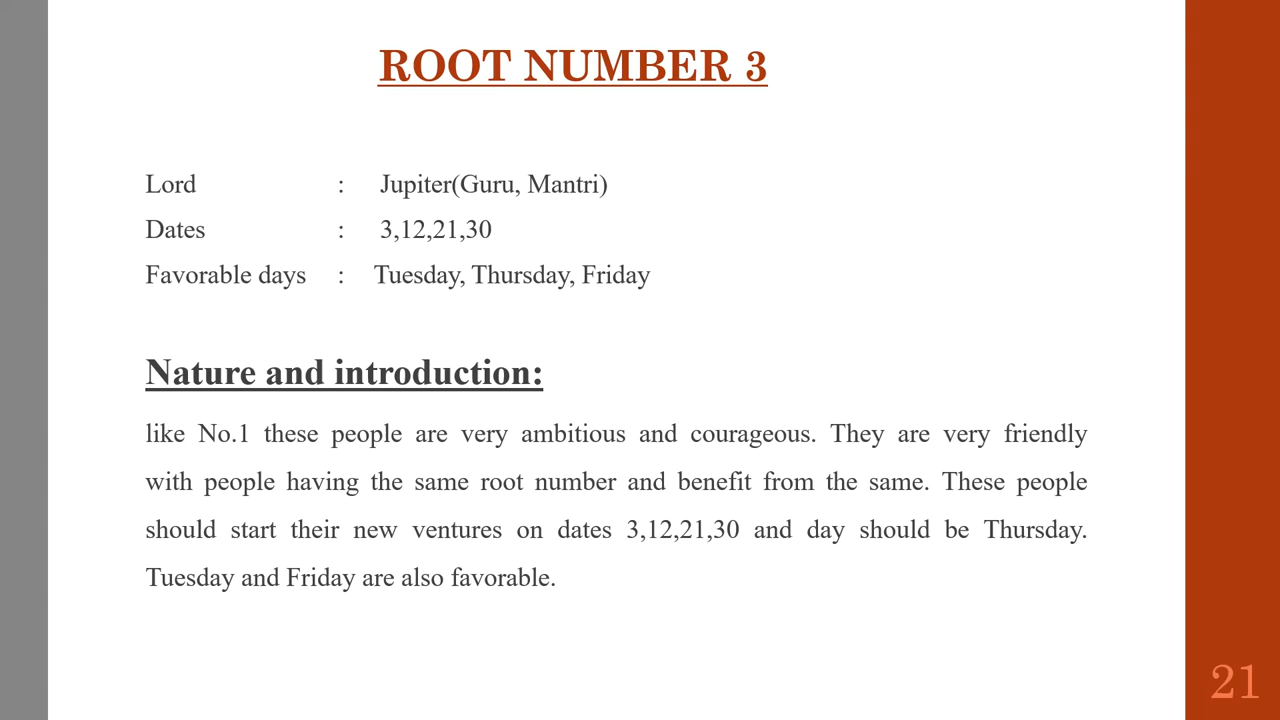 ROOT NUMBER 3
Lord : Jupiter(Guru, Mantri)
Dates : 3,12,21,30
Favorable days : Tuesday, Thursday, Friday
Nature and introduction:
like No.1 these people are very ambitious and courageous. They are very friendly
with people having the same root number and benefit from the same. These people
should start their new ventures on dates 3,12,21,30 and day should be Thursday.
Tuesday and Friday are also favorable.
21